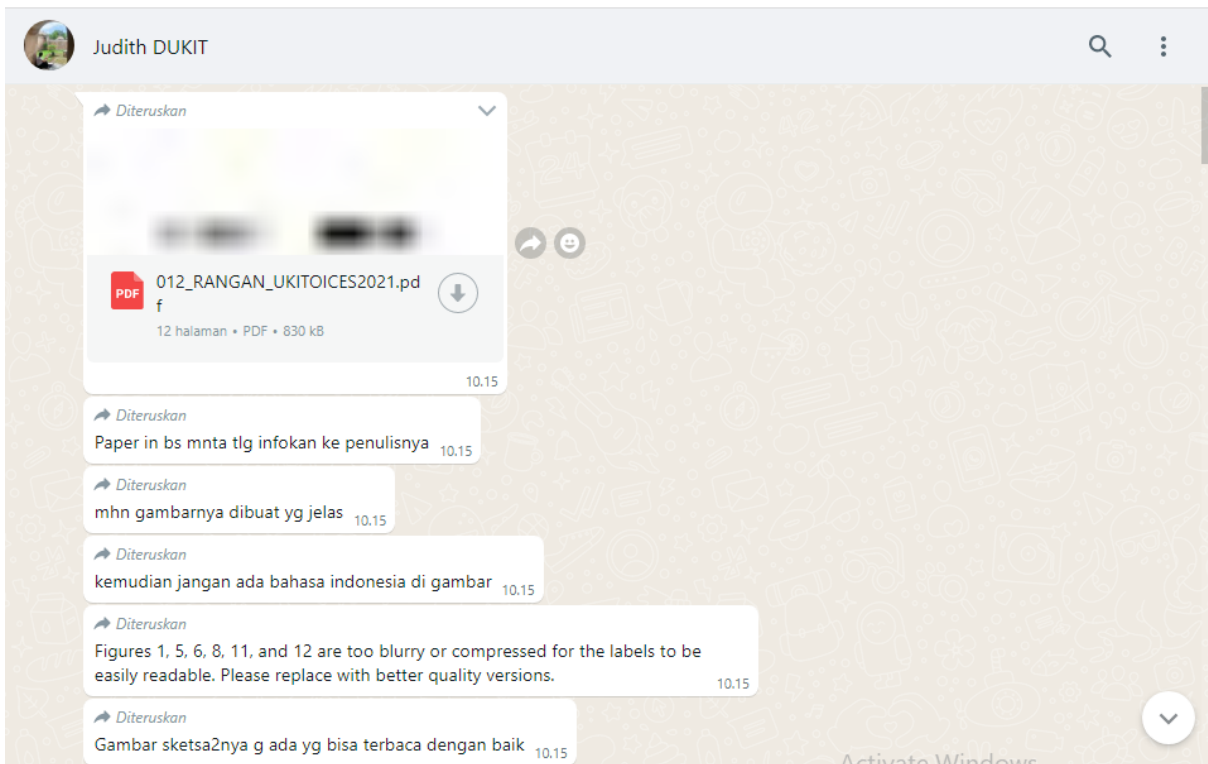 Judith DUKIT
Diteruskan
PDF
012_RANGAN_UKITOICES2021.pd
f
12 halaman • PDF • 830 kB
10.15
Diteruskan
Paper in bs mnta tlg infokan ke penulisnya 10.15
Diteruskan
mhn gambarnya dibuat yg jelas 10.15
Diteruskan
kemudian jangan ada bahasa indonesia di gambar 10.15
Diteruskan
Figures 1, 5, 6, 8, 11, and 12 are too blurry or compressed for the labels to be
easily readable. Please replace with better quality versions. 10.15
Diteruskan
Gambar sketsa2nya g ada yg bisa terbaca dengan baik 10.15
Activate Windows